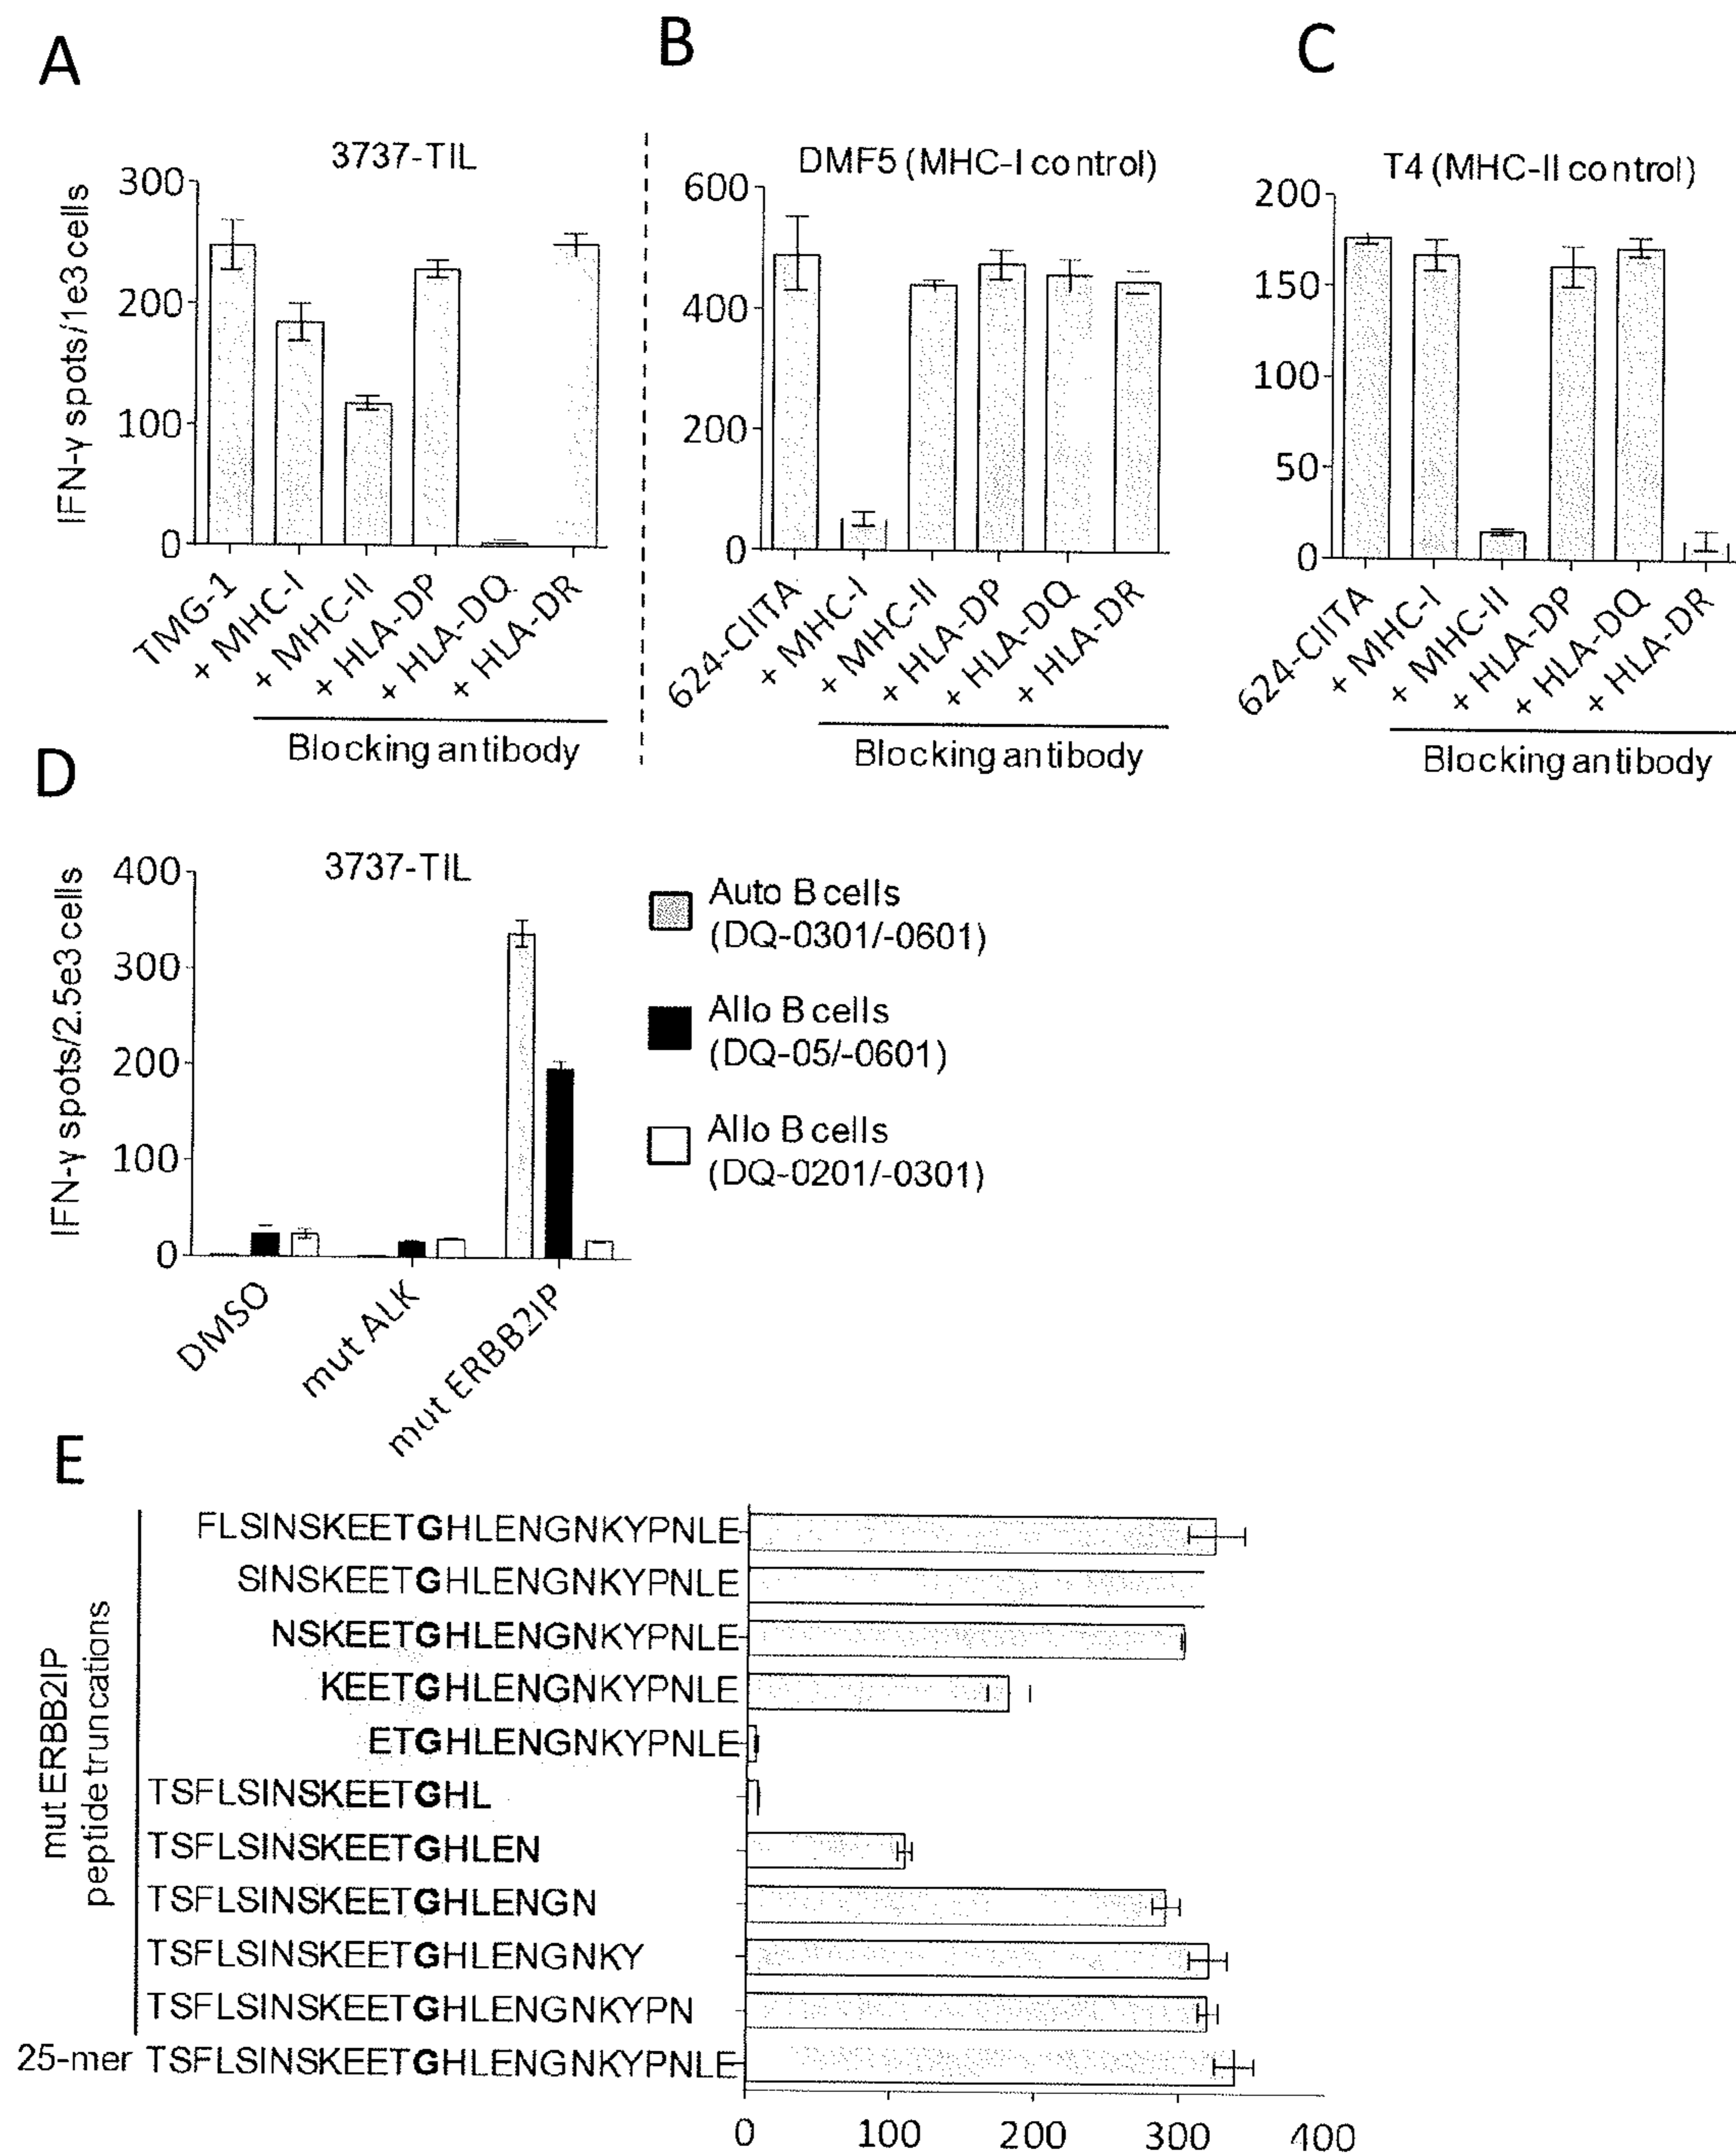 A
B
C
3737-TIL
IFN-γ spots/1e3 cells
300
200
100
0
TMG-1
+ MHC-I
+ MHC-II
+ HLA-DP
+ HLA-DQ
+ HLA-DR
Blocking antibody
DMF5 (MHC-I control)
600
400
200
0
624-CIITA
+ MHC-I
+ MHC-II
+ HLA-DP
+ HLA-DQ
+ HLA-DR
Blocking antibody
T4 (MHC-II control)
200
150
100
50
0
624-CIITA
+ MHC-I
+ MHC-II
+ HLA-DP
+ HLA-DQ
+ HLA-DR
Blocking antibody
D
3737-TIL
IFN-γ spots/2.5e3 cells
400
300
200
100
0
DMSO
mut ALK
mut ERBB2IP
Auto B cells
(DQ-0301/-0601)
Allo B cells
(DQ-05/-0601)
Allo B cells
(DQ-0201/-0301)
E
mut ERBB2IP
peptide truncations
FLSINSKEETGHLENGNKYPNLE
SINSKEETGHLENGNKYPNLE
NSKEETGHLENGNKYPNLE
KEETGHLENGNKYPNLE
ETGHLENGNKYPNLE
TSFLSINSKEETGHL
TSFLSINSKEETGHLEN
TSFLSINSKEETGHLENGN
TSFLSINSKEETGHLENGNKY
TSFLSINSKEETGHLENGNKYPN
25-mer TSFLSINSKEETGHLENGNKYPNLE
0 100 200 300 400